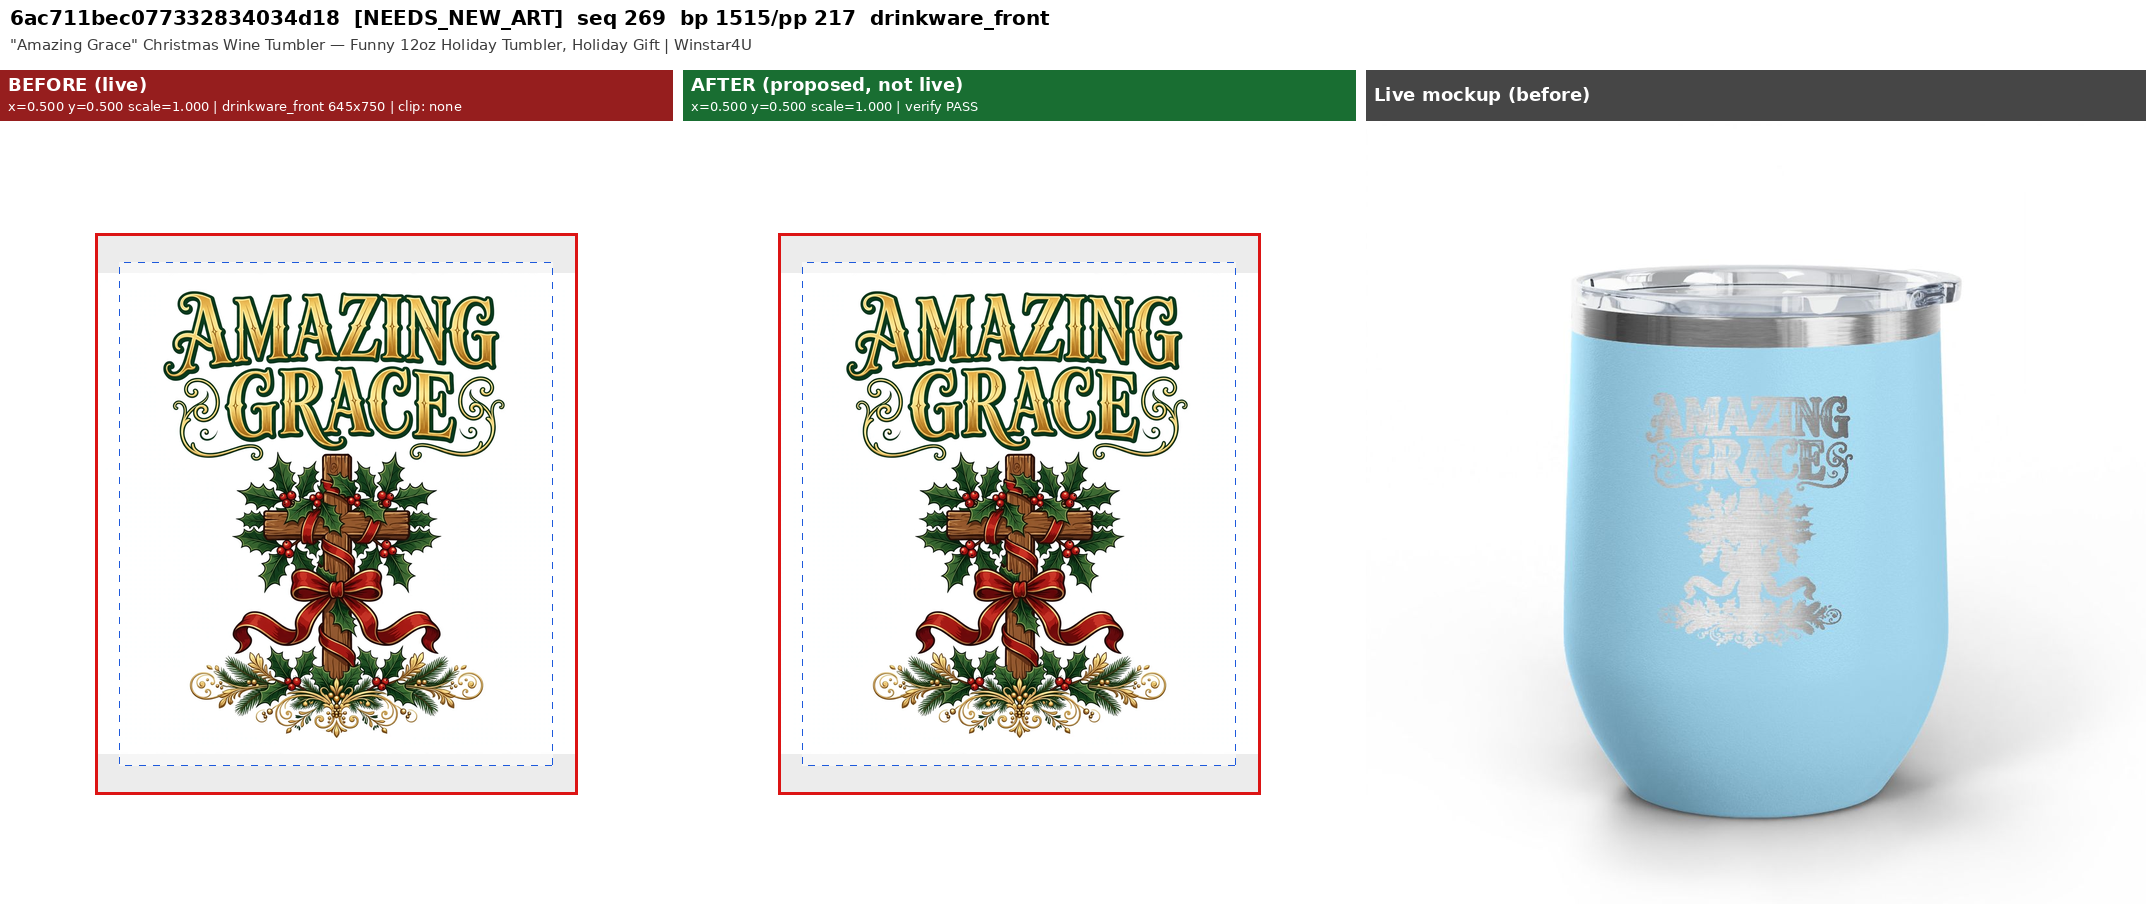 6ac711bec077332834034d18 [NEEDS_NEW_ART] seq 269 bp 1515/pp 217 drinkware_front
"Amazing Grace" Christmas Wine Tumbler — Funny 12oz Holiday Tumbler, Holiday Gift | Winstar4U
BEFORE (live)
x=0.500 y=0.500 scale=1.000 | drinkware_front 645x750 | clip: none
AFTER (proposed, not live)
x=0.500 y=0.500 scale=1.000 | verify PASS
Live mockup (before)
AMAZING
GRACE
AMAZING
GRACE
AMAZING
GRACE